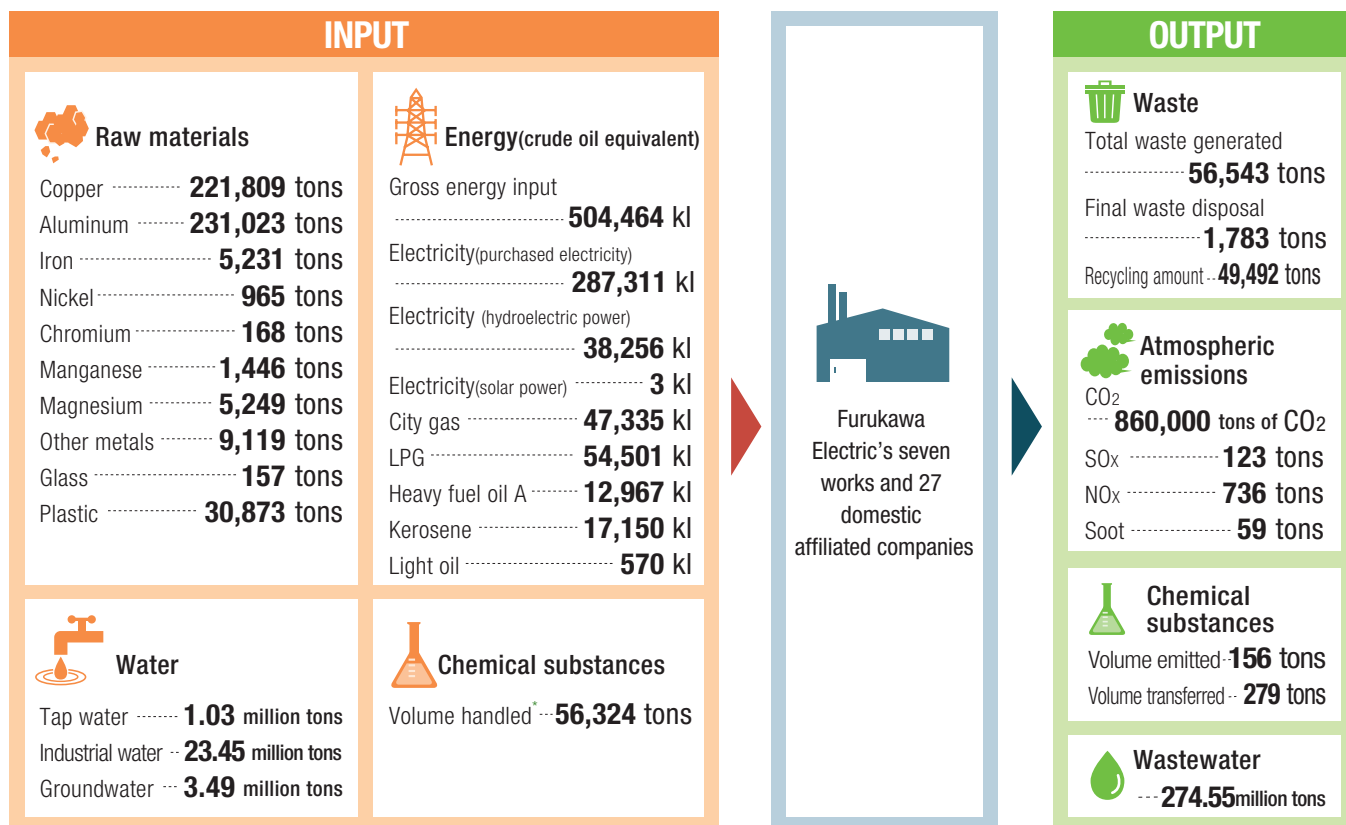 INPUT
Raw materials
Copper 221,809 tons
Aluminum 231,023 tons
Iron 5,231 tons
Nickel 965 tons
Chromium 168 tons
Manganese 1,446 tons
Magnesium 5,249 tons
Other metals 9,119 tons
Glass 157 tons
Plastic 30,873 tons
Energy(crude oil equivalent)
Gross energy input
504,464 kl
Electricity(purchased electricity)
287,311 kl
Electricity (hydroelectric power)
38,256 kl
Electricity(solar power) 3 kl
City gas 47,335 kl
LPG 54,501 kl
Heavy fuel oil A 12,967 kl
Kerosene 17,150 kl
Light oil 570 kl
Water
Tap water 1.03 million tons
Industrial water 23.45 million tons
Groundwater 3.49 million tons
Chemical substances
Volume handled* 56,324 tons
Furukawa
Electric's seven
works and 27
domestic
affiliated companies
OUTPUT
Waste
Total waste generated
56,543 tons
Final waste disposal
1,783 tons
Recycling amount 49,492 tons
Atmospheric
emissions
CO2
860,000 tons of CO2
SOx 123 tons
NOx 736 tons
Soot 59 tons
Chemical
substances
Volume emitted 156 tons
Volume transferred 279 tons
Wastewater
274.55 million tons